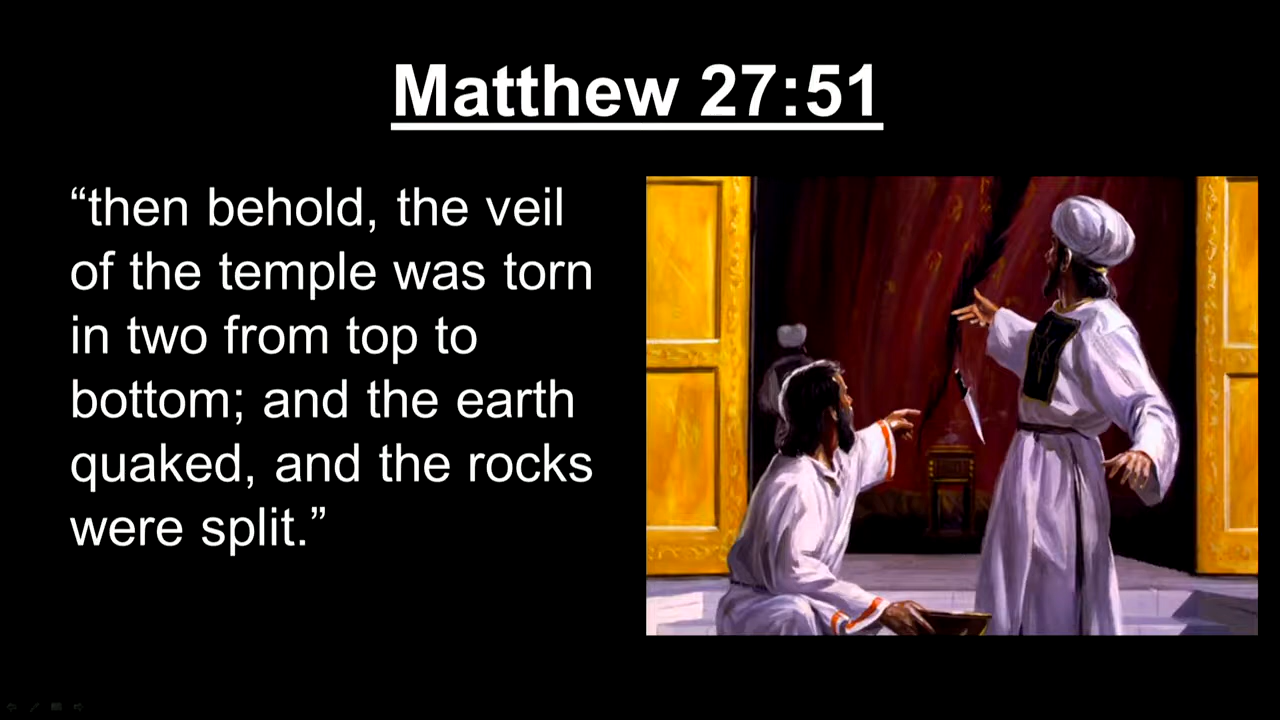 Matthew 27:51
“then behold, the veil
of the temple was torn
in two from top to
bottom; and the earth
quaked, and the rocks
were split.”